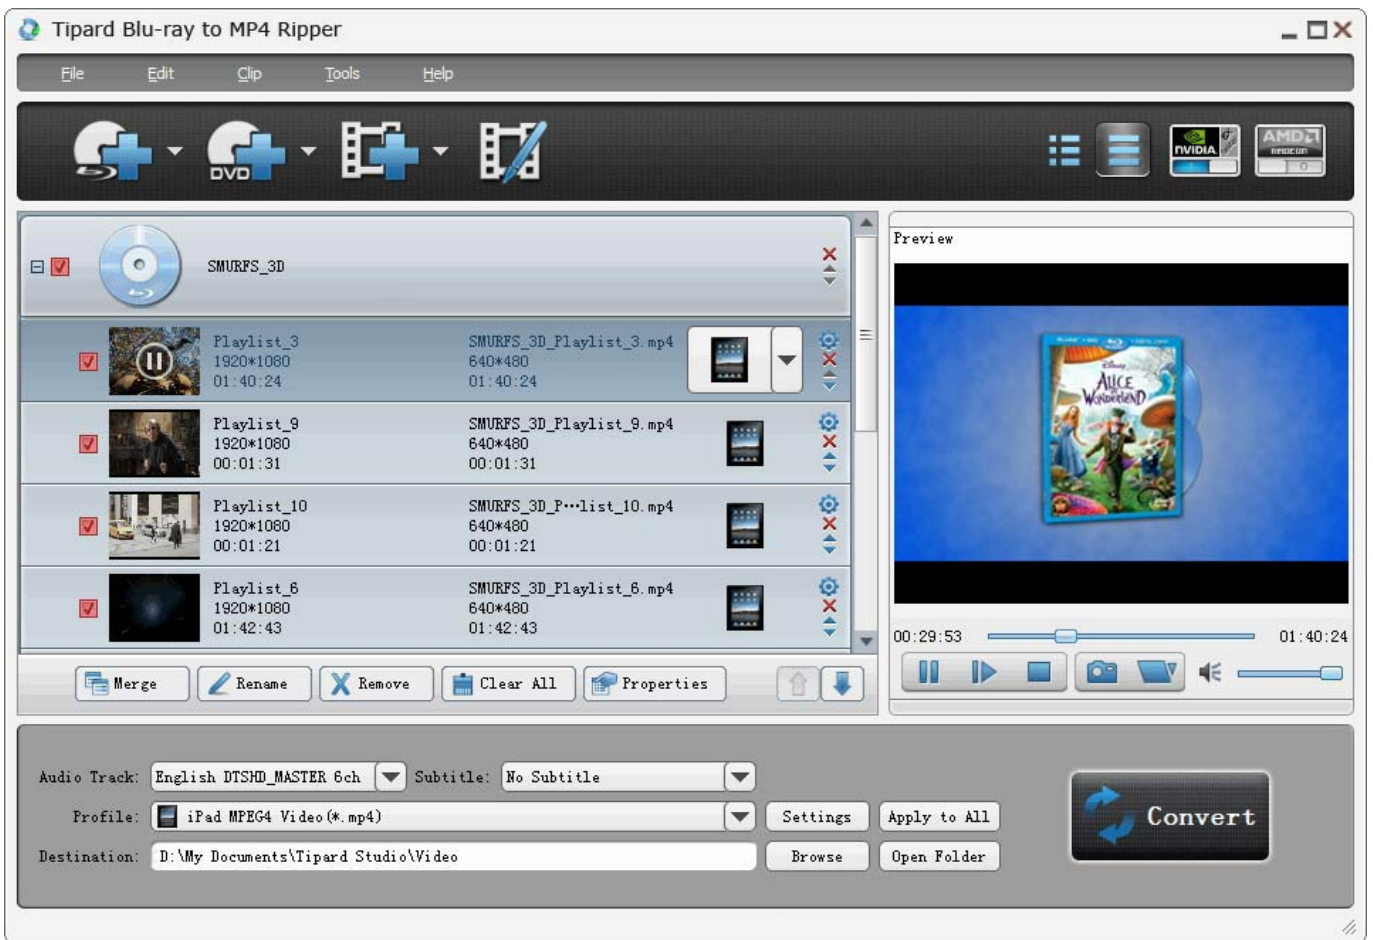 Tipard Blu-ray to MP4 Ripper
File Edit Clip Tools Help
DVD
NVIDIA
AMD
SMURFS_3D
Playlist_3 SMURFS_3D_Playlist_3.mp4
1920*1080 640*480
01:40:24 01:40:24
Playlist_9 SMURFS_3D_Playlist_9.mp4
1920*1080 640*480
00:01:31 00:01:31
Playlist_10 SMURFS_3D_P···list_10.mp4
1920*1080 640*480
00:01:21 00:01:21
Playlist_6 SMURFS_3D_Playlist_6.mp4
1920*1080 640*480
01:42:43 01:42:43
Merge Rename Remove Clear All Properties
Preview
Disney
ALICE
IN
WONDERLAND
00:29:53 01:40:24
Audio Track: English DTSHD_MASTER 6ch Subtitle: No Subtitle
Profile: iPad MPEG4 Video(*.mp4) Settings Apply to All
Destination: D:\My Documents\Tipard Studio\Video Browse Open Folder
Convert